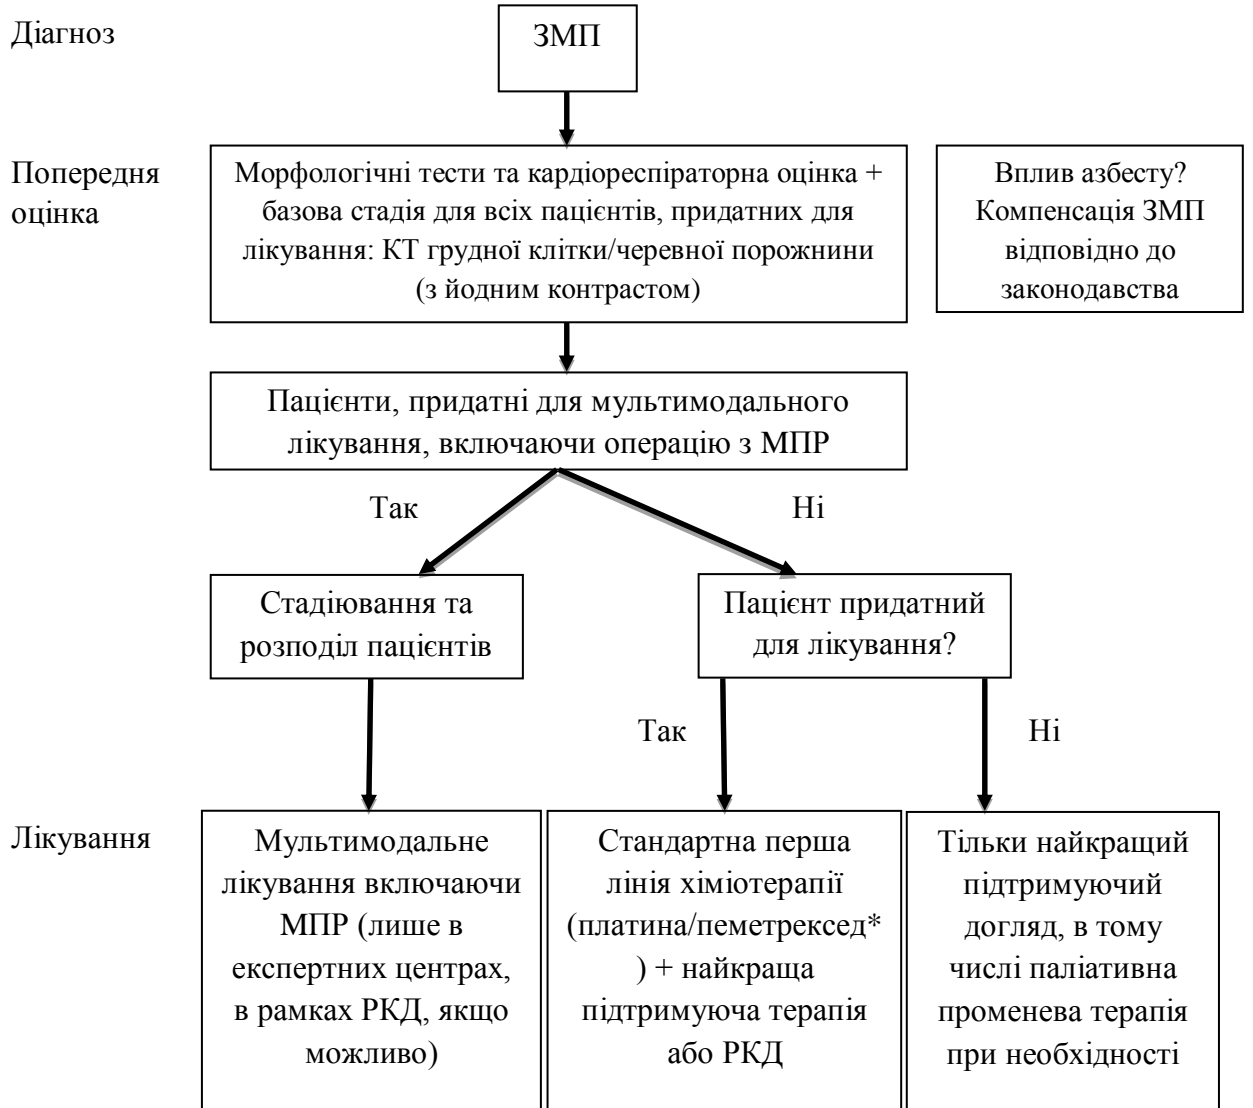 Діагноз
ЗМП
Попередня
оцінка
Морфологічні тести та кардіореспіраторна оцінка +
базова стадія для всіх пацієнтів, придатних для
лікування: КТ грудної клітки/черевної порожнини
(з йодним контрастом)
Вплив азбесту?
Компенсація ЗМП
відповідно до
законодавства
Пацієнти, придатні для мультимодального
лікування, включаючи операцію з МПР
Так
Ні
Стадіювання та
розподіл пацієнтів
Пацієнт придатний
для лікування?
Так
Ні
Лікування
Мультимодальне
лікування включаючи
МПР (лише в
експертних центрах,
в рамках РКД, якщо
можливо)
Стандартна перша
лінія хіміотерапії
(платина/пеметрексед*
) + найкраща
підтримуюча терапія
або РКД
Тільки найкращий
підтримуючий
догляд, в тому
числі паліативна
променева терапія
при необхідності